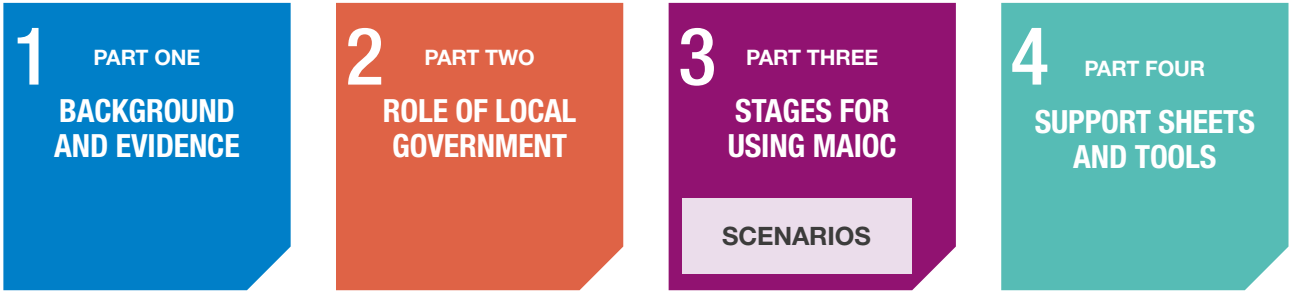 1
PART ONE
BACKGROUND
AND EVIDENCE
2
PART TWO
ROLE OF LOCAL
GOVERNMENT
3
PART THREE
STAGES FOR
USING MAIOC
SCENARIOS
4
PART FOUR
SUPPORT SHEETS
AND TOOLS